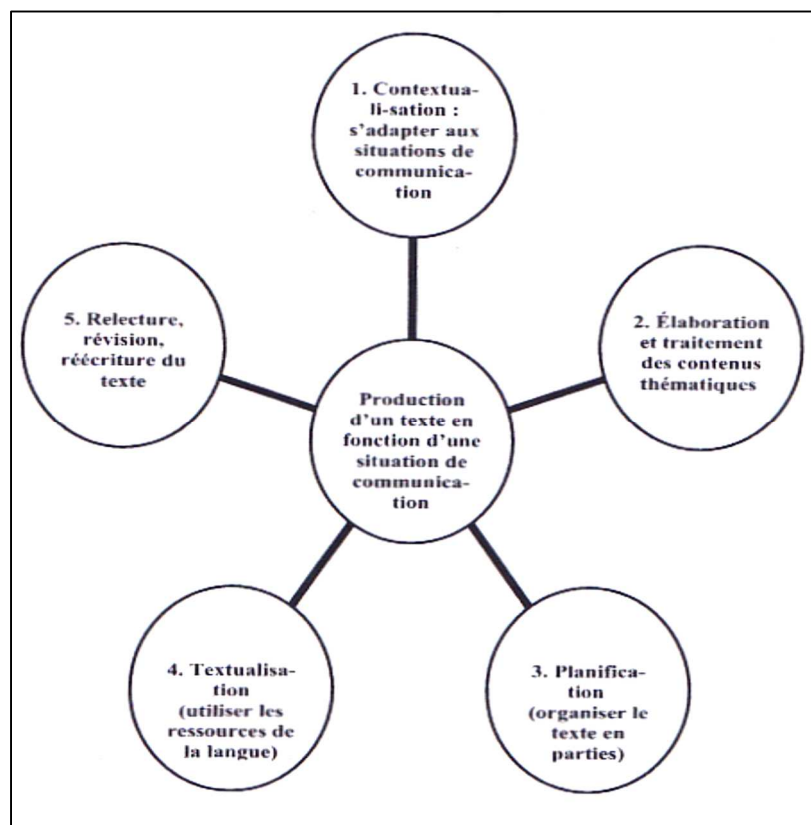 1. Contextua-
li-sation :
s'adapter aux
situations de
communica-
tion
2. Élaboration
et traitement
des contenus
thématiques
3. Planifica-
tion
(organiser le
texte en
parties)
4. Textualisa-
tion
(utiliser les
ressources de
la langue)
5. Relecture,
révision,
réécriture du
texte
Production
d'un texte en
fonction d'une
situation de
communica-
tion